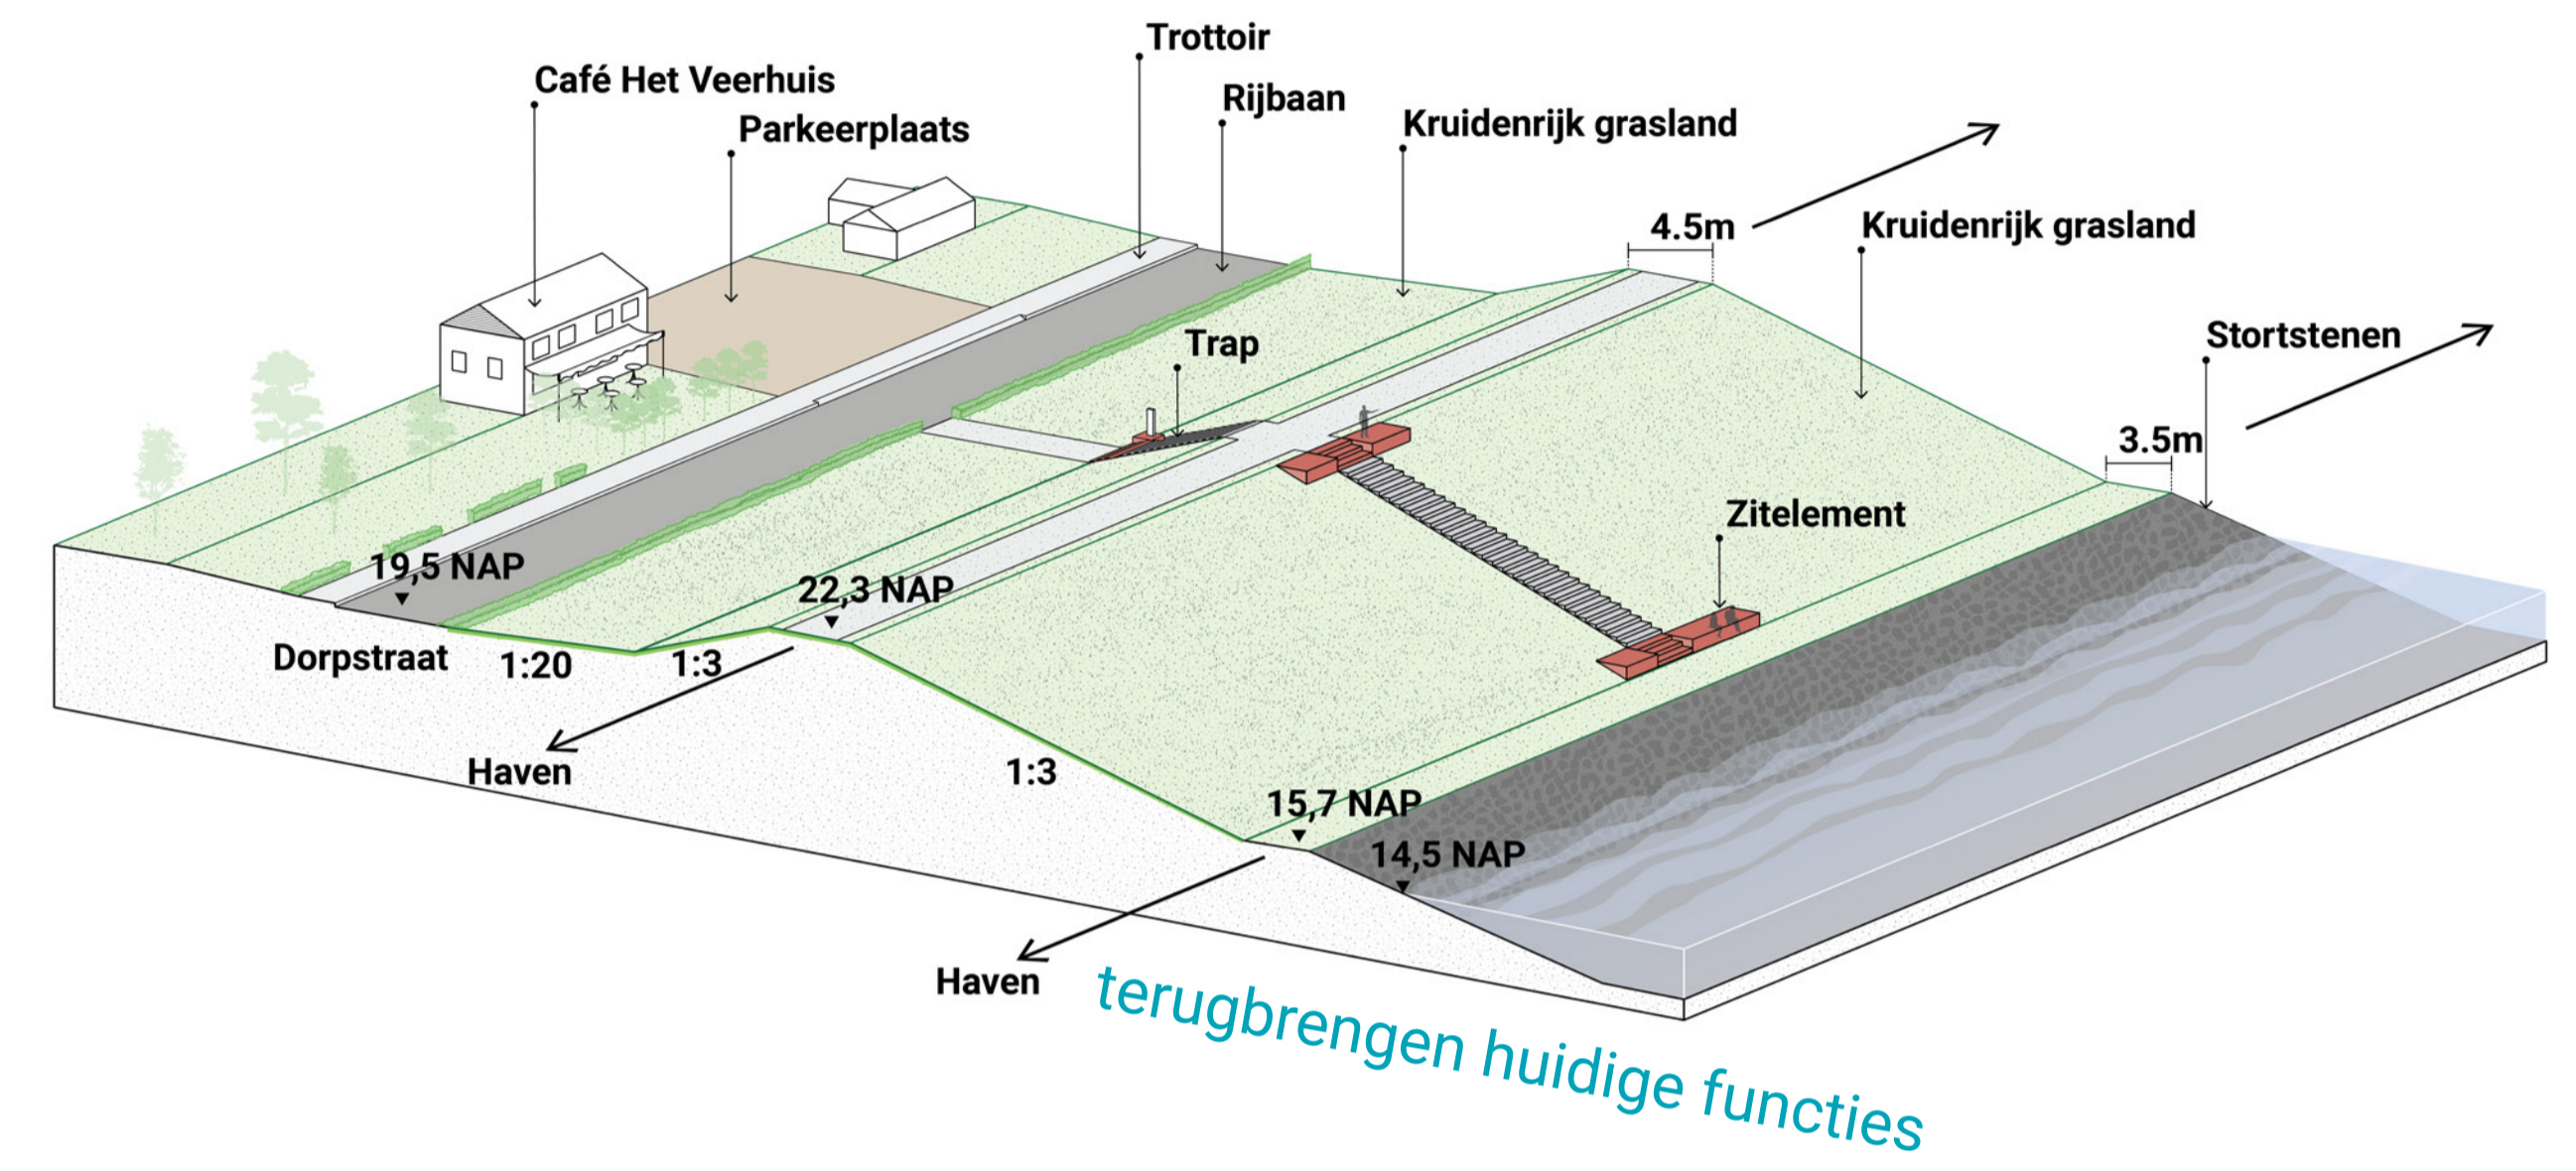 Trottoir
Café Het Veerhuis
Rijbaan
Parkeerplaats
Kruidenrijk grasland
4.5m
Kruidenrijk grasland
Trap
Stortstenen
3.5m
Zitelement
19,5 NAP
22,3 NAP
Dorpstraat
1:20
1:3
Haven
1:3
15,7 NAP
14,5 NAP
Haven
terugbrengen huidige functies